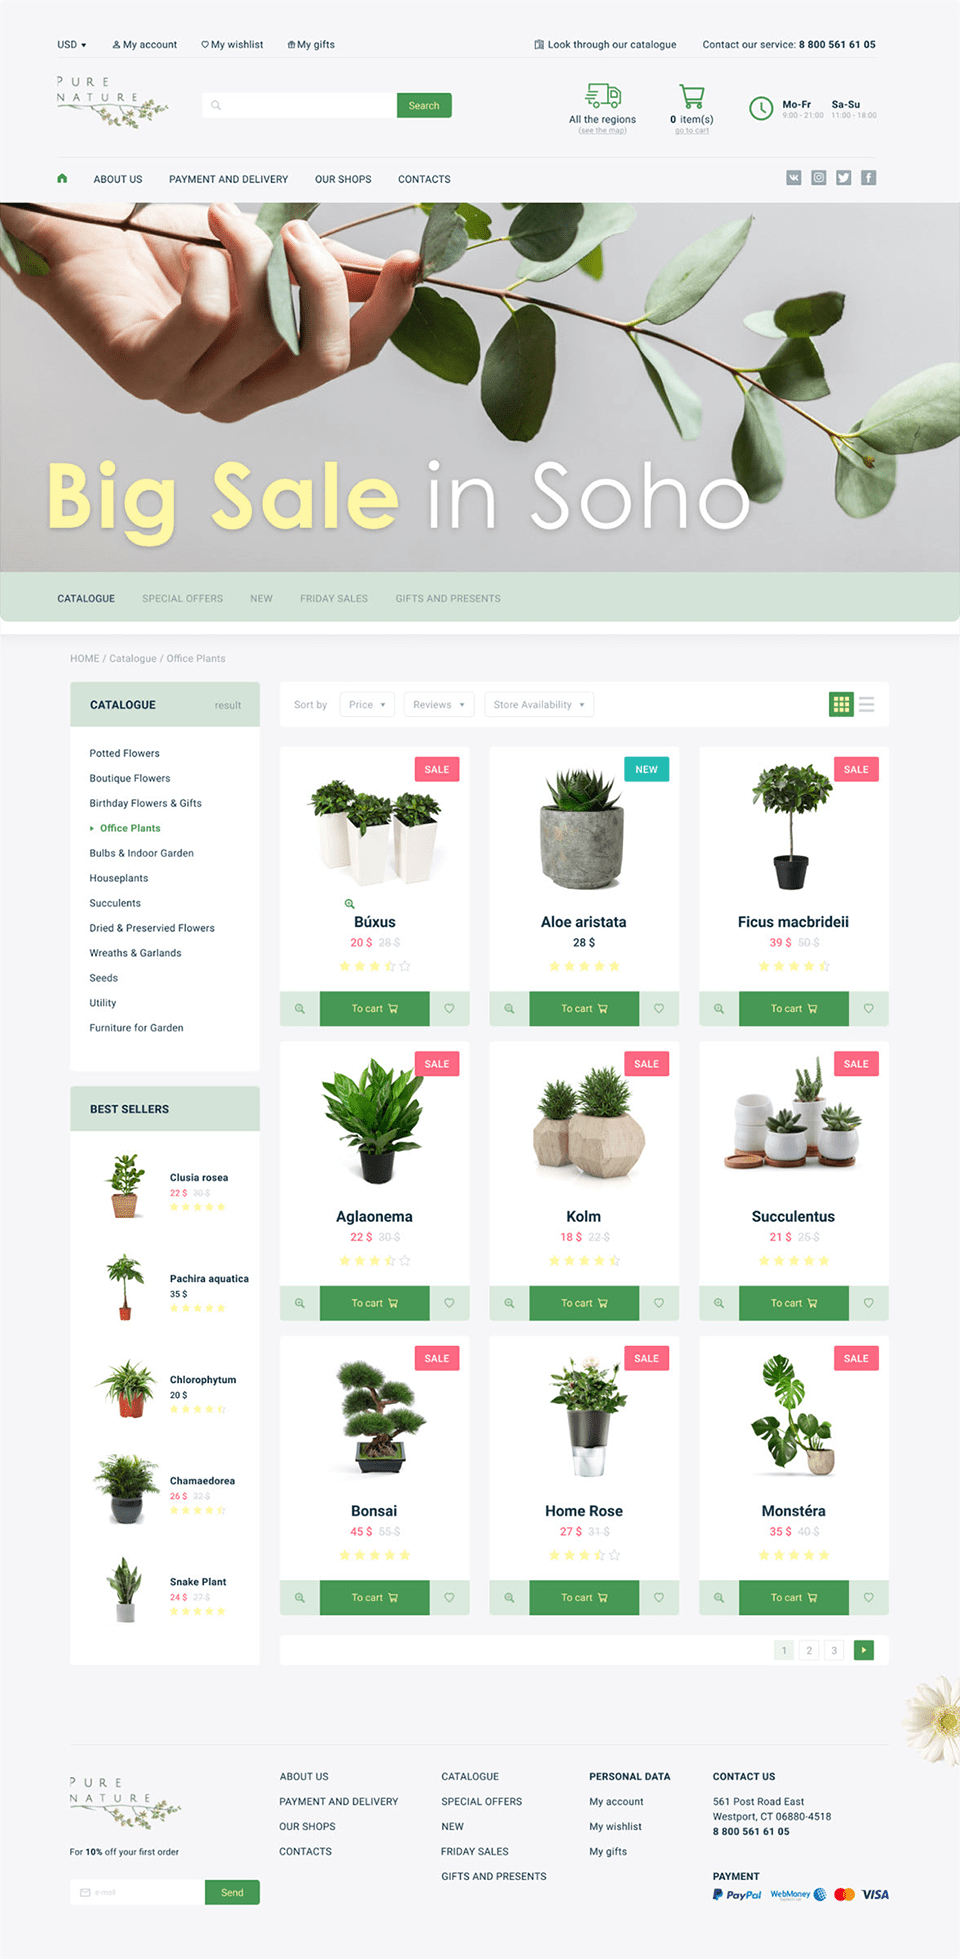 USD My account My wishlist My gifts Look through our catalogue Contact our service: 8 800 561 61 05
PURE
NATURE
Search
All the regions
(see the map)
0 item(s)
go to cart
Mo-Fr Sa-Su
9:00 - 21:00 11:00 - 18:00
ABOUT US PAYMENT AND DELIVERY OUR SHOPS CONTACTS
Big Sale in Soho
CATALOGUE SPECIAL OFFERS NEW FRIDAY SALES GIFTS AND PRESENTS
HOME / Catalogue / Office Plants
CATALOGUE result
Potted Flowers
Boutique Flowers
Birthday Flowers & Gifts
Office Plants
Bulbs & Indoor Garden
Houseplants
Succulents
Dried & Preservied Flowers
Wreaths & Garlands
Seeds
Utility
Furniture for Garden
BEST SELLERS
Clusia rosea
22 $ 30 $
Pachira aquatica
35 $
Chlorophytum
20 $
Chamaedorea
26 $ 32 $
Snake Plant
24 $ 27 $
Sort by Price Reviews Store Availability
SALE
Búxus
20 $ 28 $
To cart
NEW
Aloe aristata
28 $
To cart
SALE
Ficus macbrideii
39 $ 50 $
To cart
SALE
Aglaonema
22 $ 30 $
To cart
SALE
Kolm
18 $ 22 $
To cart
SALE
Succulentus
21 $ 25 $
To cart
SALE
Bonsai
45 $ 55 $
To cart
SALE
Home Rose
27 $ 31 $
To cart
SALE
Monstéra
35 $ 40 $
To cart
1 2 3
PURE
NATURE
For 10% off your first order
e-mail Send
ABOUT US
PAYMENT AND DELIVERY
OUR SHOPS
CONTACTS
CATALOGUE
SPECIAL OFFERS
NEW
FRIDAY SALES
GIFTS AND PRESENTS
PERSONAL DATA
My account
My wishlist
My gifts
CONTACT US
561 Post Road East
Westport, CT 06880-4518
8 800 561 61 05
PAYMENT
PayPal WebMoney VISA